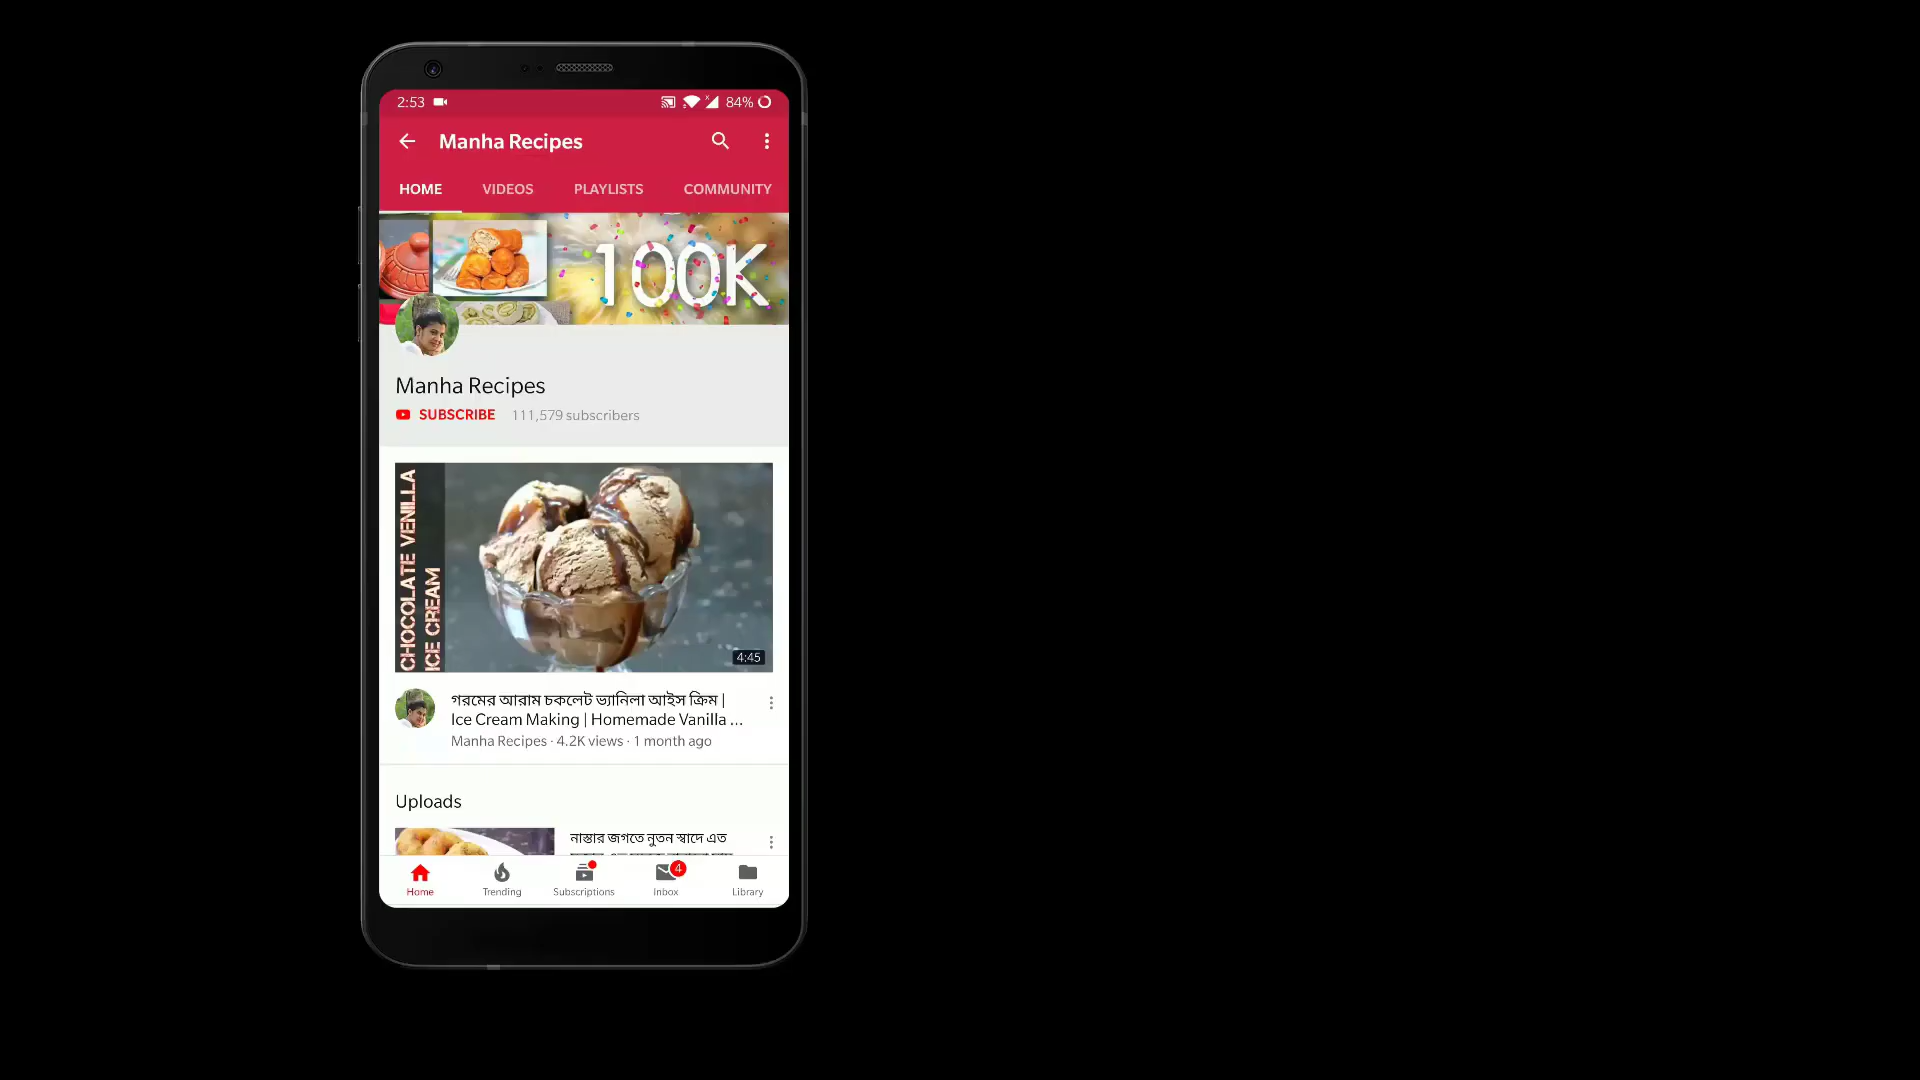 2:53
84%
Manha Recipes
HOME
VIDEOS
PLAYLISTS
COMMUNITY
100K
Manha Recipes
SUBSCRIBE
111,579 subscribers
CHOCOLATE VENILLA
ICE CREAM
4:45
গরমের আরাম চকলেট ভ্যানিলা আইস ক্রিম |
Ice Cream Making | Homemade Vanilla ...
Manha Recipes · 4.2K views · 1 month ago
Uploads
নাস্তার জগতে নুতন স্বাদে এত
4
Home
Trending
Subscriptions
Inbox
Library